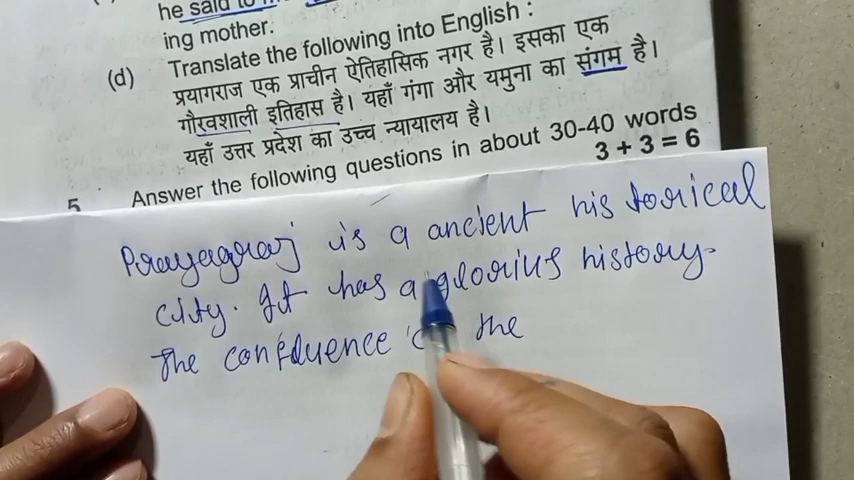 he said to
ing mother.
(d) Translate the following into English :
प्रयागराज एक प्राचीन ऐतिहासिक नगर है। इसका एक
गौरवशाली इतिहास है। यहाँ गंगा और यमुना का संगम है।
यहाँ उत्तर प्रदेश का उच्च न्यायालय है।
5 Answer the following questions in about 30-40 words
3 + 3 = 6
Prayagraj is a ancient historical
city. It has a glorius history.
The confluence the